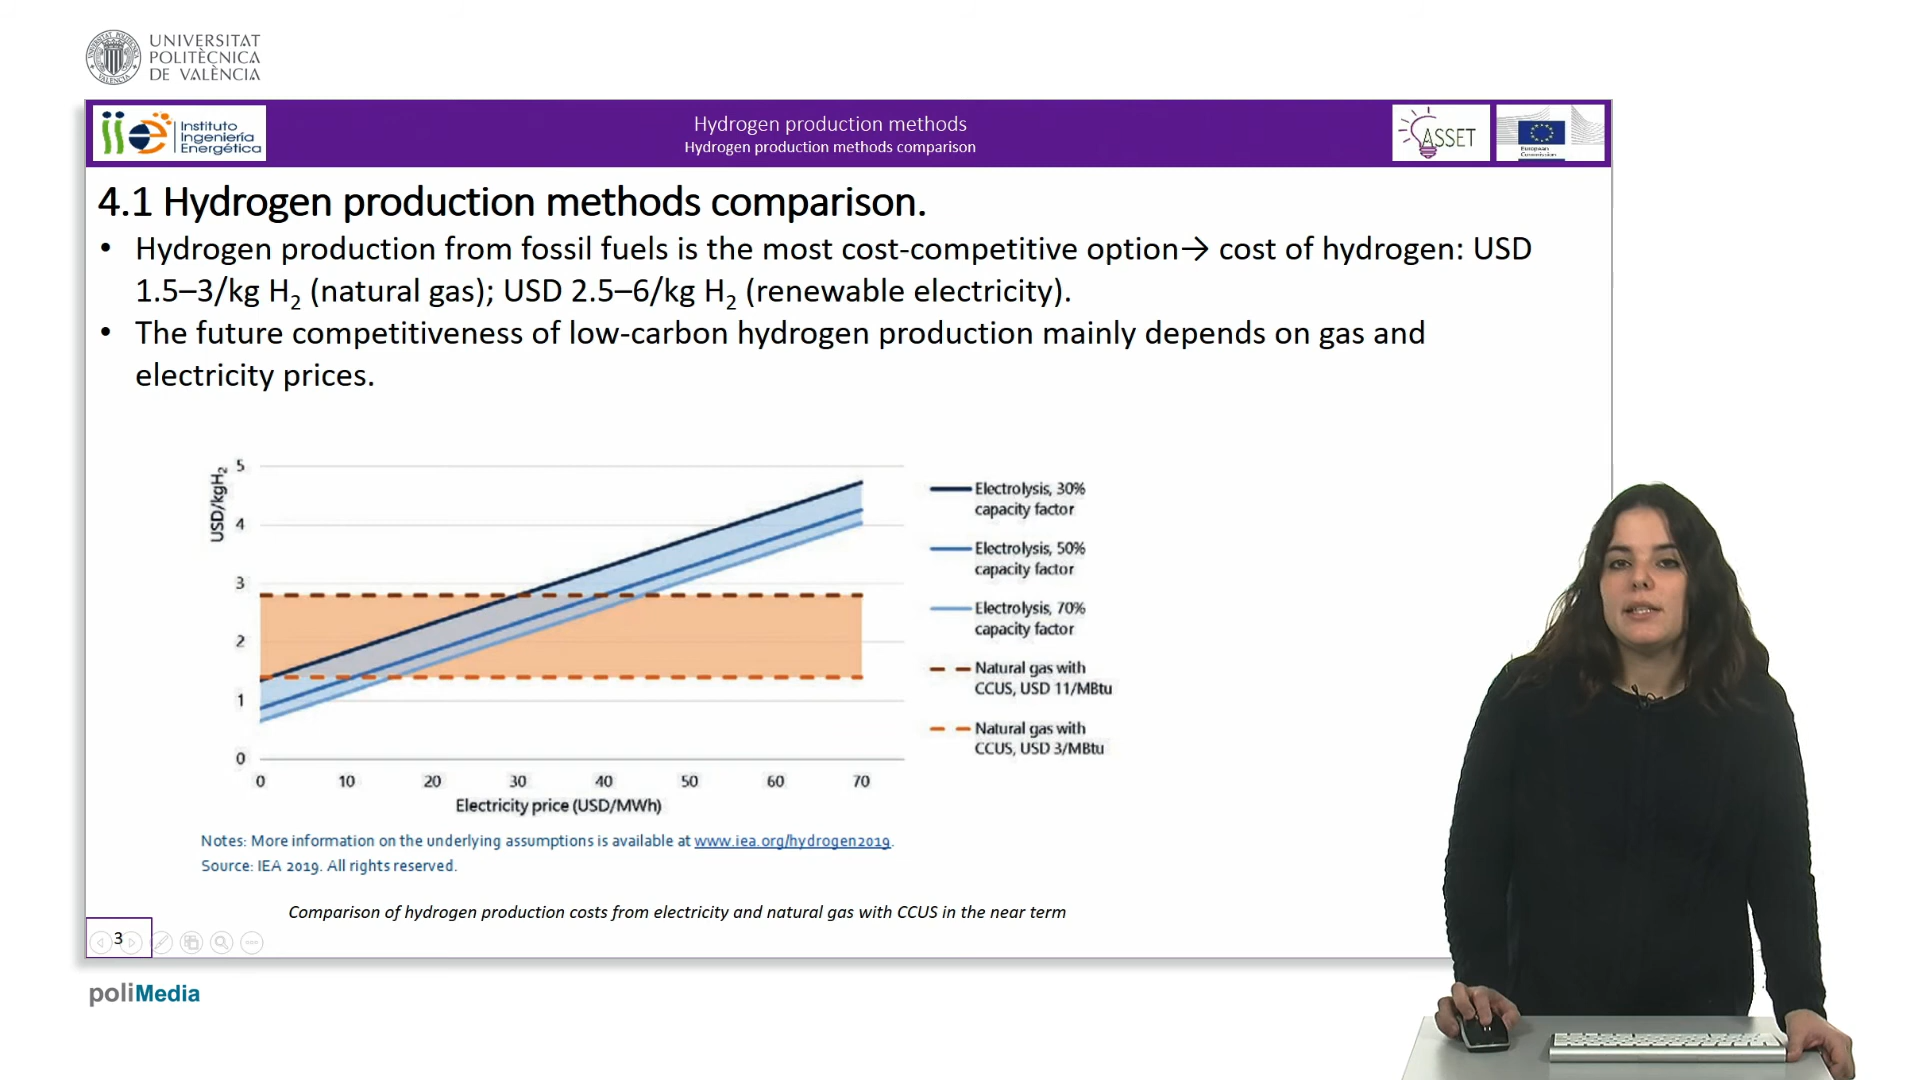 UNIVERSITAT
POLITÈCNICA
DE VALÈNCIA
Instituto
Ingeniería
Energética
Hydrogen production methods
Hydrogen production methods comparison
ASSET
European
Commission
4.1 Hydrogen production methods comparison.
• Hydrogen production from fossil fuels is the most cost-competitive option→ cost of hydrogen: USD
1.5–3/kg H₂ (natural gas); USD 2.5–6/kg H₂ (renewable electricity).
• The future competitiveness of low-carbon hydrogen production mainly depends on gas and
electricity prices.
USD/kgH₂
5
4
3
2
1
0
0 10 20 30 40 50 60 70
Electricity price (USD/MWh)
Electrolysis, 30%
capacity factor
Electrolysis, 50%
capacity factor
Electrolysis, 70%
capacity factor
Natural gas with
CCUS, USD 11/MBtu
Natural gas with
CCUS, USD 3/MBtu
Notes: More information on the underlying assumptions is available at www.iea.org/hydrogen2019.
Source: IEA 2019. All rights reserved.
Comparison of hydrogen production costs from electricity and natural gas with CCUS in the near term
3
poliMedia